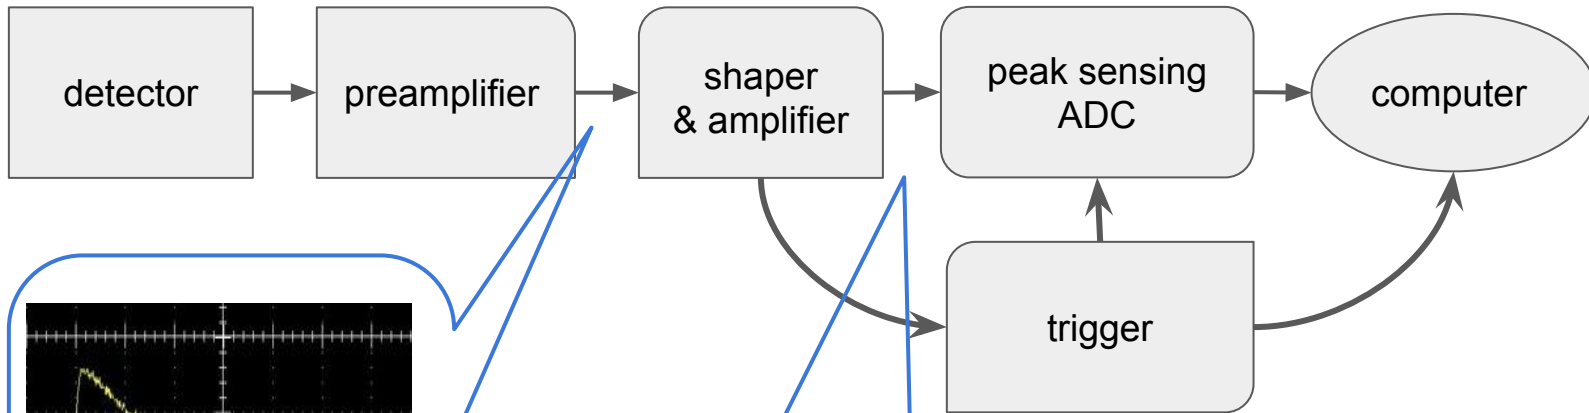 detector
preamplifier
shaper
& amplifier
peak sensing
ADC
computer
trigger